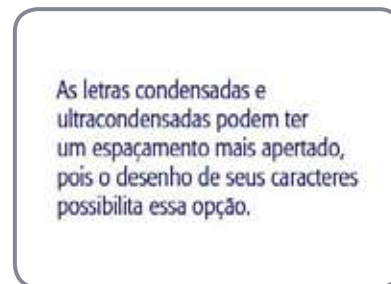 As letras condensadas e
ultracondensadas podem ter
um espaçamento mais apertado,
pois o desenho de seus caracteres
possibilita essa opção.